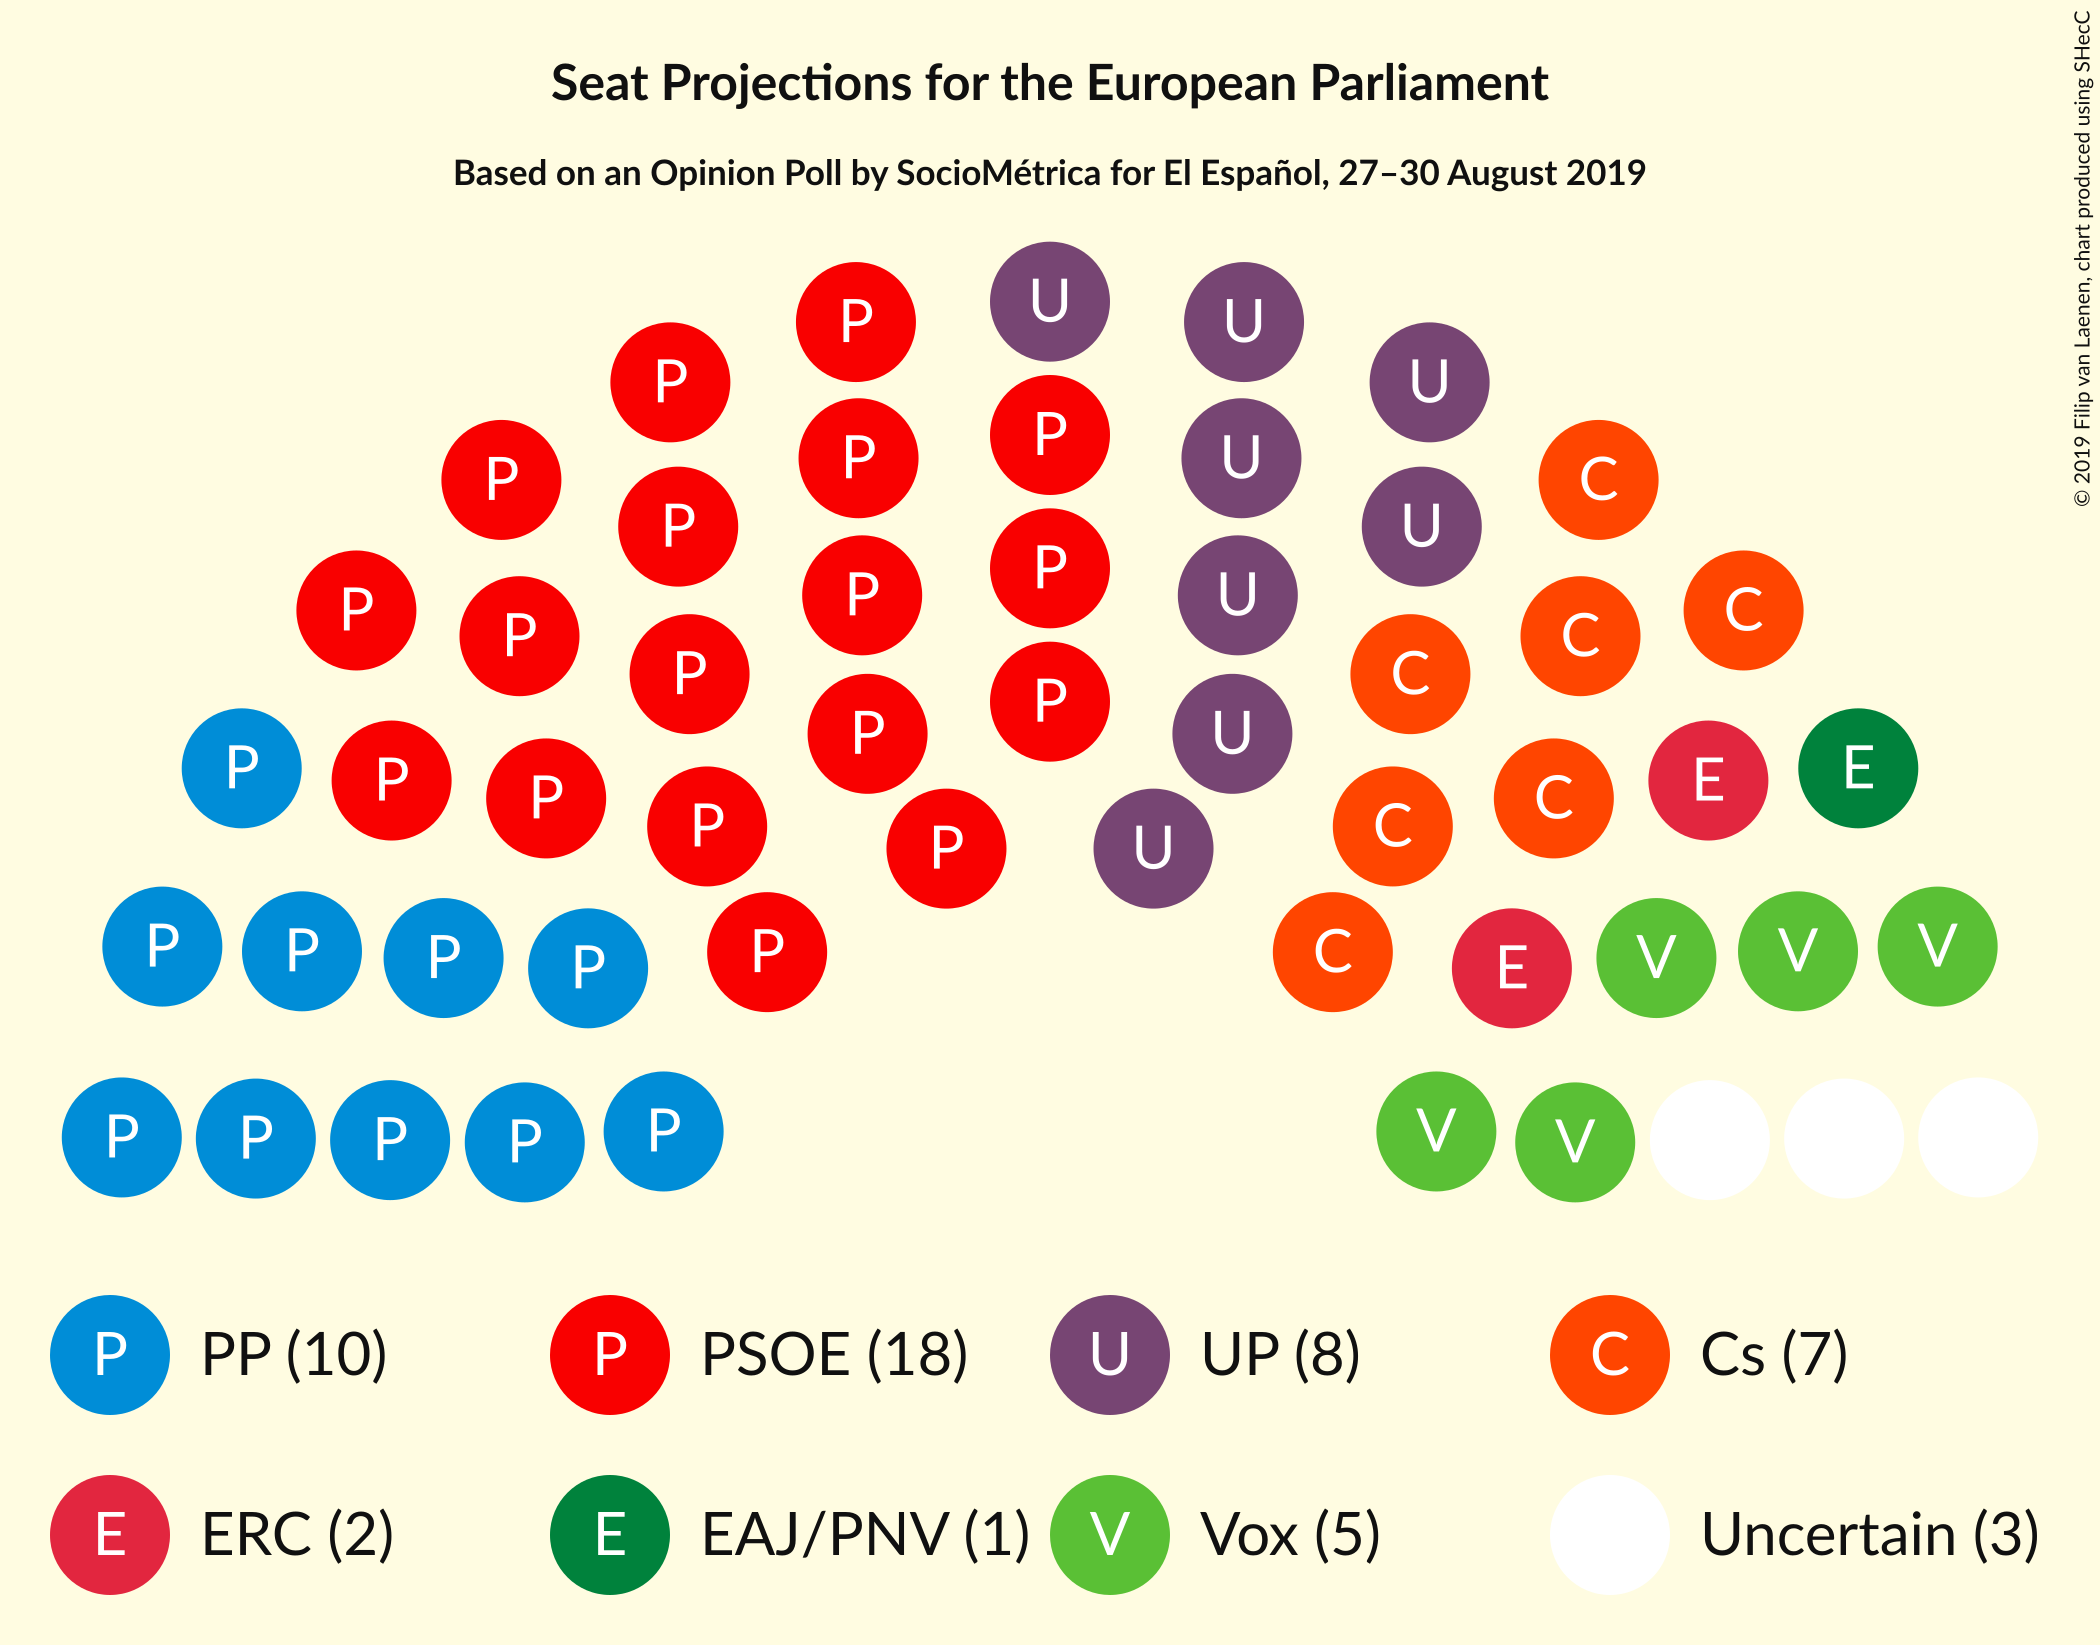 Seat Projections for the European Parliament
Based on an Opinion Poll by SocioMétrica for El Español, 27–30 August 2019
© 2019 Filip van Laenen, chart produced using SHecC
U
P U
P U
P
P P
U
P C
P U
P
P
U
P C
P C
P C
P U
P
P E
P C
P C
P U
P C
P P P P P C E V V V
P P P P P V V
P PP (10) P PSOE (18) U UP (8) C Cs (7)
E ERC (2) E EAJ/PNV (1) V Vox (5) Uncertain (3)